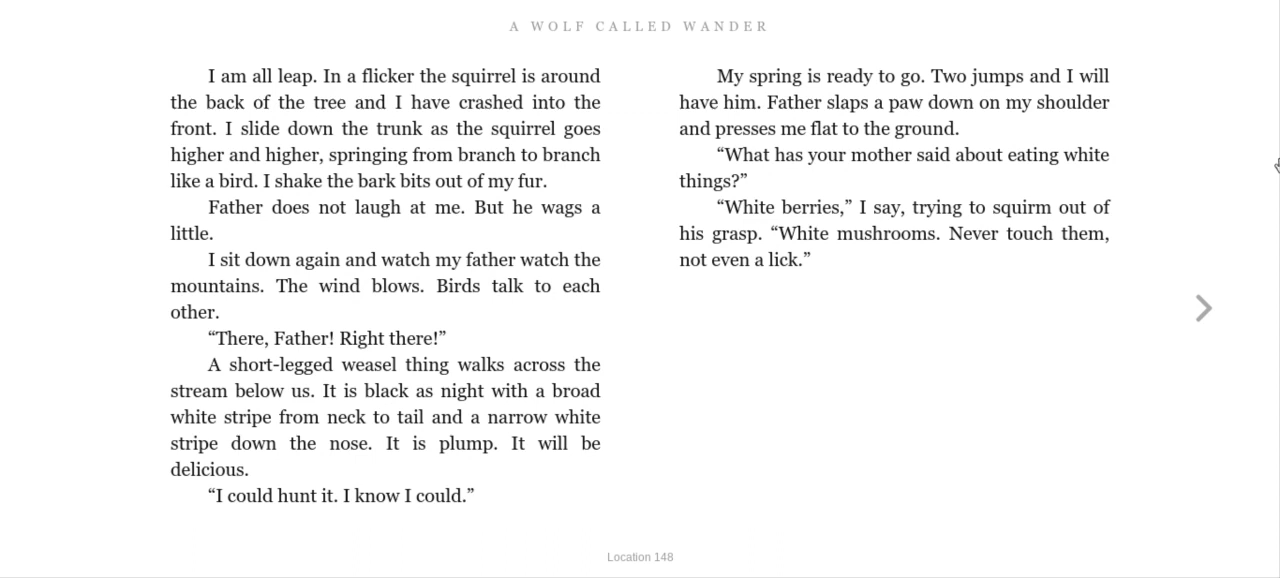 A WOLF CALLED WANDER
I am all leap. In a flicker the squirrel is around
the back of the tree and I have crashed into the
front. I slide down the trunk as the squirrel goes
higher and higher, springing from branch to branch
like a bird. I shake the bark bits out of my fur.
Father does not laugh at me. But he wags a
little.
I sit down again and watch my father watch the
mountains. The wind blows. Birds talk to each
other.
“There, Father! Right there!”
A short-legged weasel thing walks across the
stream below us. It is black as night with a broad
white stripe from neck to tail and a narrow white
stripe down the nose. It is plump. It will be
delicious.
“I could hunt it. I know I could.”
My spring is ready to go. Two jumps and I will
have him. Father slaps a paw down on my shoulder
and presses me flat to the ground.
“What has your mother said about eating white
things?”
“White berries,” I say, trying to squirm out of
his grasp. “White mushrooms. Never touch them,
not even a lick.”
Location 148